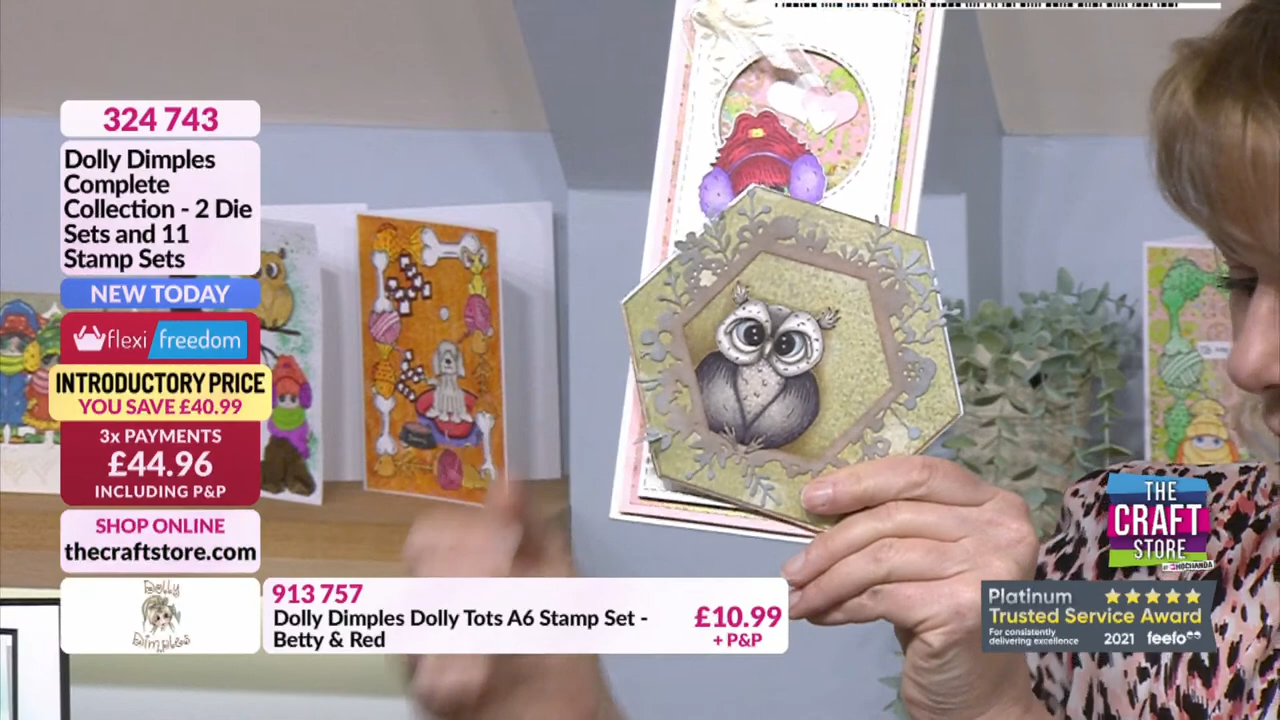 324 743
Dolly Dimples
Complete
Collection - 2 Die
Sets and 11
Stamp Sets
NEW TODAY
flexi freedom
INTRODUCTORY PRICE
YOU SAVE £40.99
3x PAYMENTS
£44.96
INCLUDING P&P
SHOP ONLINE
thecraftstore.com
Dolly
Dimples
913 757
Dolly Dimples Dolly Tots A6 Stamp Set -
Betty & Red
£10.99
+ P&P
THE
CRAFT
STORE
BY HOCHANDA
Platinum
Trusted Service Award
For consistently
delivering excellence
2021 feefo